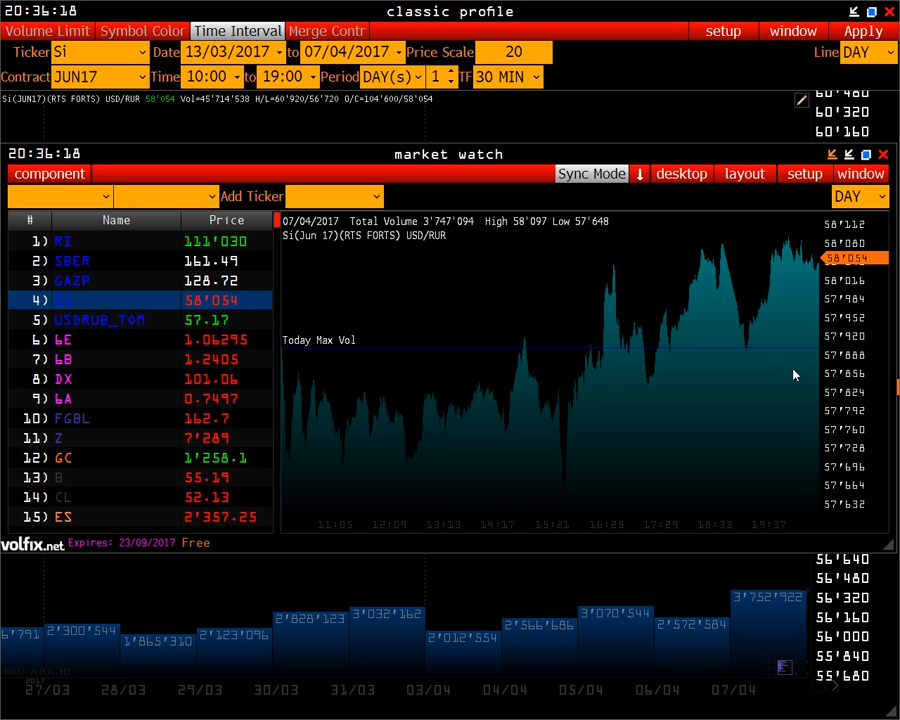 20:36:18 classic profile
Volume Limit Symbol Color Time Interval Merge Contr setup window Apply
Ticker Si Date 13/03/2017 to 07/04/2017 Price Scale 20 Line DAY
Contract JUN17 Time 10:00 to 19:00 Period DAY(s) 1 TF 30 MIN
Si(JUN17)(RTS FORTS) USD/RUR 58'054 Vol=45'714'538 H/L=60'920/56'720 O/C=104'600/58'054
60'480
60'320
60'160
20:36:18 market watch
component Sync Mode desktop layout setup window
Add Ticker DAY
# Name Price
1) RI 111'030
2) SBER 161.49
3) GAZP 128.72
4) SI 58'054
5) USDRUB_TOM 57.17
6) 6E 1.06295
7) 6B 1.2405
8) DX 101.06
9) 6A 0.7497
10) FGBL 162.7
11) Z 7'289
12) GC 1'258.1
13) B 55.19
14) CL 52.13
15) ES 2'357.25
07/04/2017 Total Volume 3'747'094 High 58'097 Low 57'648
Si(Jun 17)(RTS FORTS) USD/RUR
Today Max Vol
58'112
58'080
58'054
58'016
57'984
57'952
57'920
57'888
57'856
57'824
57'792
57'760
57'728
57'696
57'664
57'632
11:05 12:09 13:13 14:17 15:21 16:25 17:29 18:33 19:37
volfix.net Expires: 23/09/2017 Free
56'640
56'480
56'320
56'160
56'000
55'840
55'680
6'791 2'300'544 1'865'310 2'123'096 2'828'123 3'032'162 2'012'554 2'566'686 3'070'544 2'572'584 3'752'922
2017
27/03 28/03 29/03 30/03 31/03 03/04 04/04 05/04 06/04 07/04